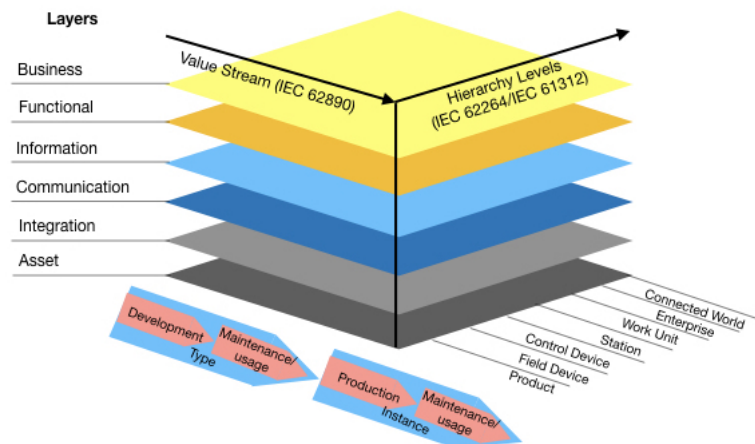 Layers
Business
Functional
Information
Communication
Integration
Asset
Value Stream (IEC 62890)
Hierarchy Levels
(IEC 62264/IEC 61312)
Development
Maintenance/
usage
Type
Production
Maintenance/
usage
Instance
Connected World
Enterprise
Work Unit
Station
Control Device
Field Device
Product